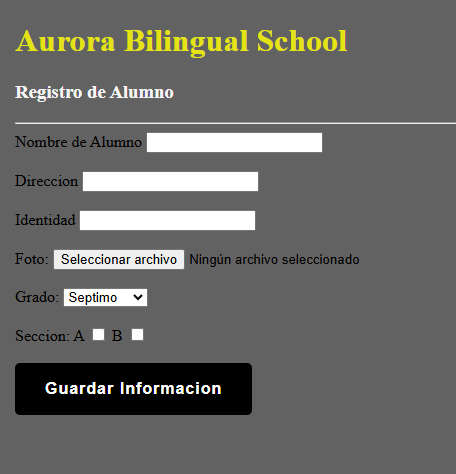 Aurora Bilingual School
Registro de Alumno
Nombre de Alumno
Direccion
Identidad
Foto: Seleccionar archivo Ningún archivo seleccionado
Grado: Septimo
Seccion: A B
Guardar Informacion